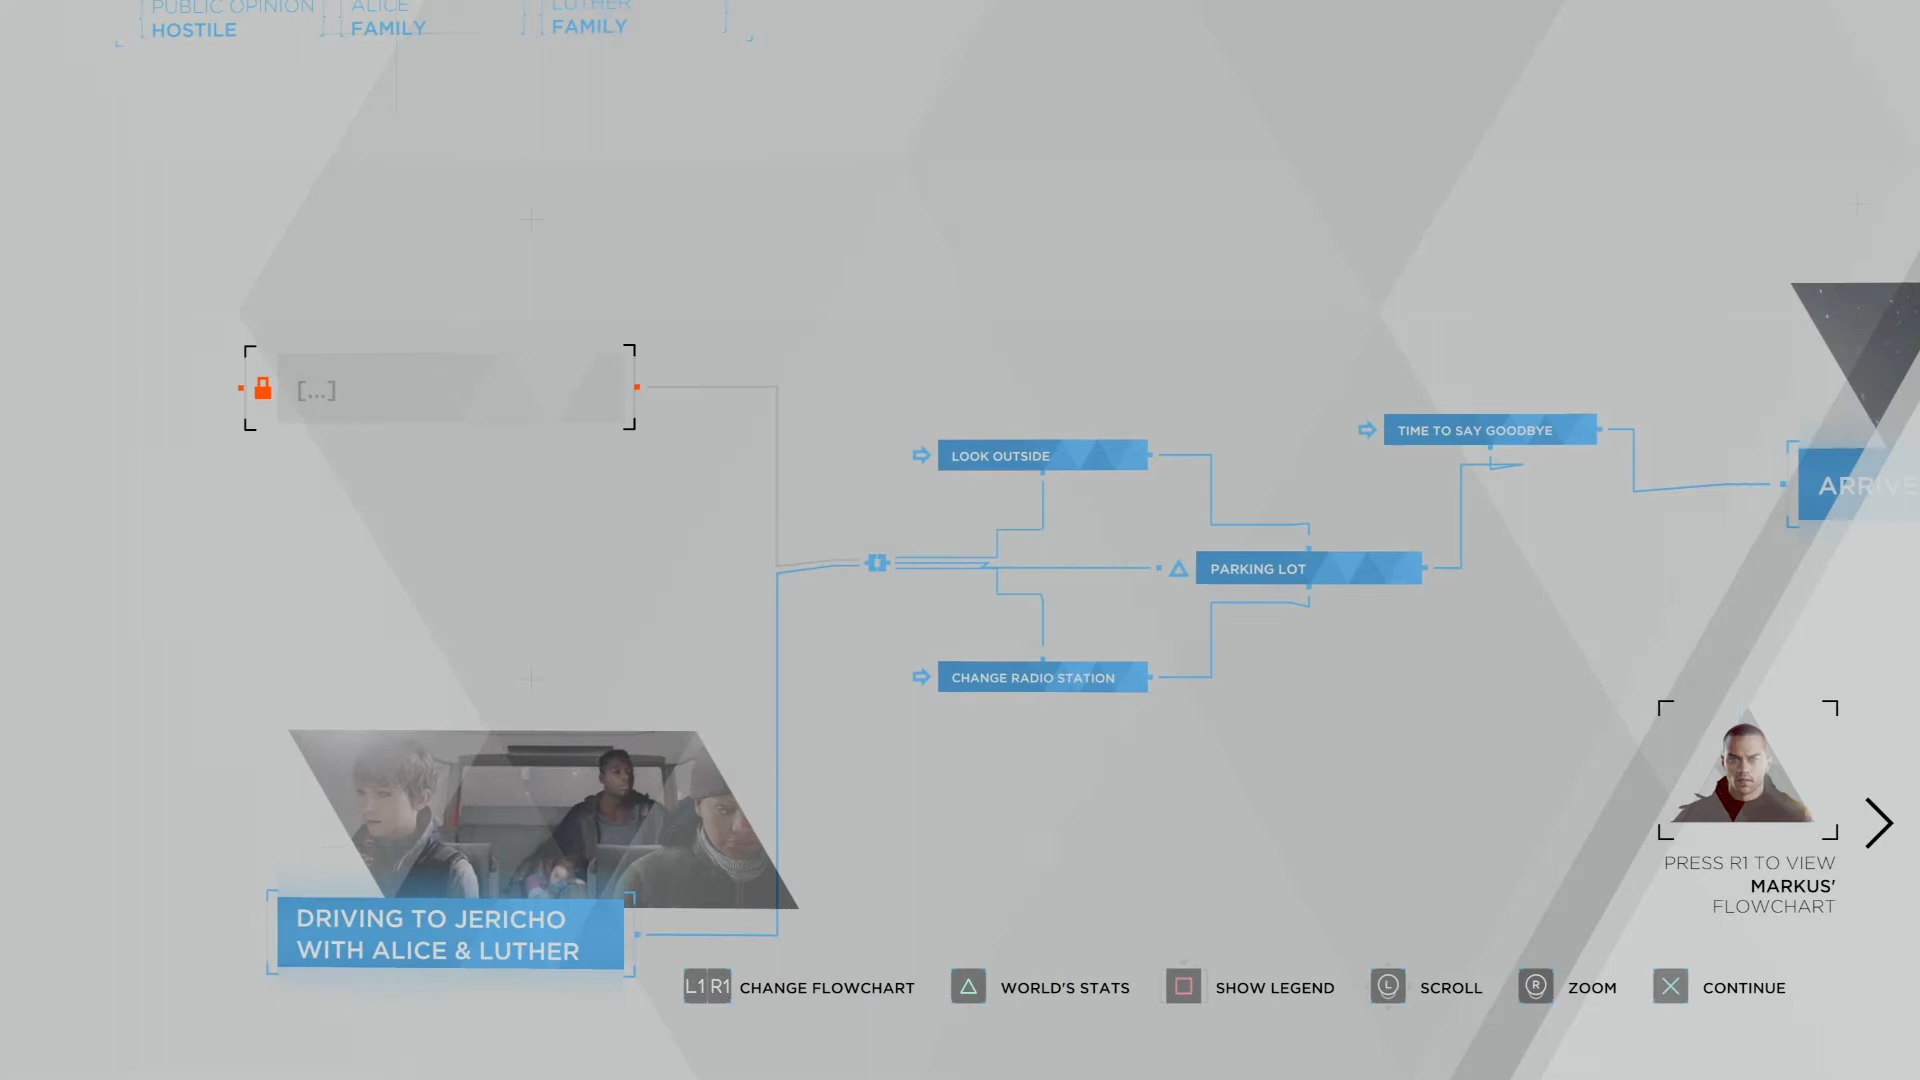 PUBLIC OPINION
HOSTILE
ALICE
FAMILY
LUTHER
FAMILY
[...]
LOOK OUTSIDE
TIME TO SAY GOODBYE
ARRIVE
PARKING LOT
CHANGE RADIO STATION
DRIVING TO JERICHO
WITH ALICE & LUTHER
PRESS R1 TO VIEW
MARKUS'
FLOWCHART
L1 R1 CHANGE FLOWCHART
WORLD'S STATS
SHOW LEGEND
L SCROLL
R ZOOM
CONTINUE